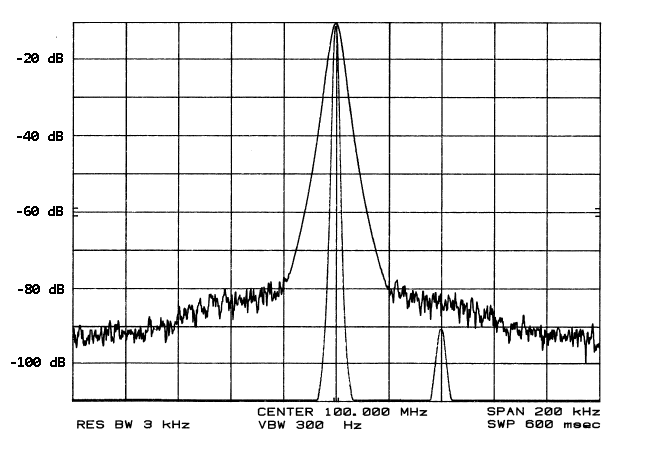 -20 dB
-40 dB
-60 dB
-80 dB
-100 dB
CENTER 100.000 MHz SPAN 200 kHz
RES BW 3 kHz VBW 300 Hz SWP 600 msec